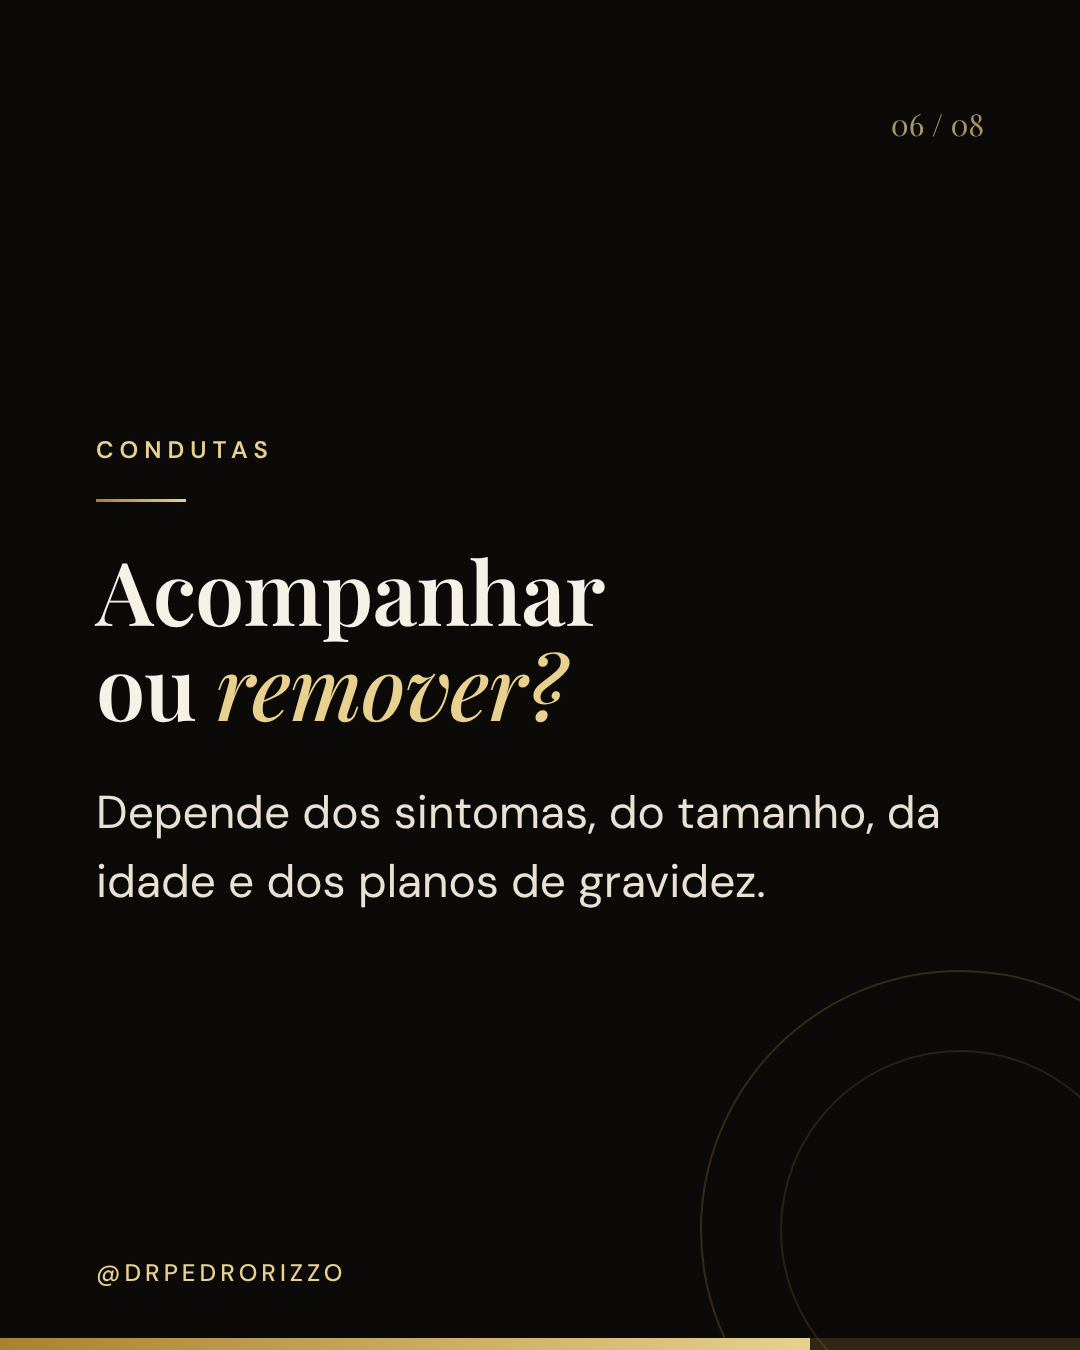 06 / 08
CONDUTAS
Acompanhar
ou remover?
Depende dos sintomas, do tamanho, da
idade e dos planos de gravidez.
@DRPEDRORIZZO